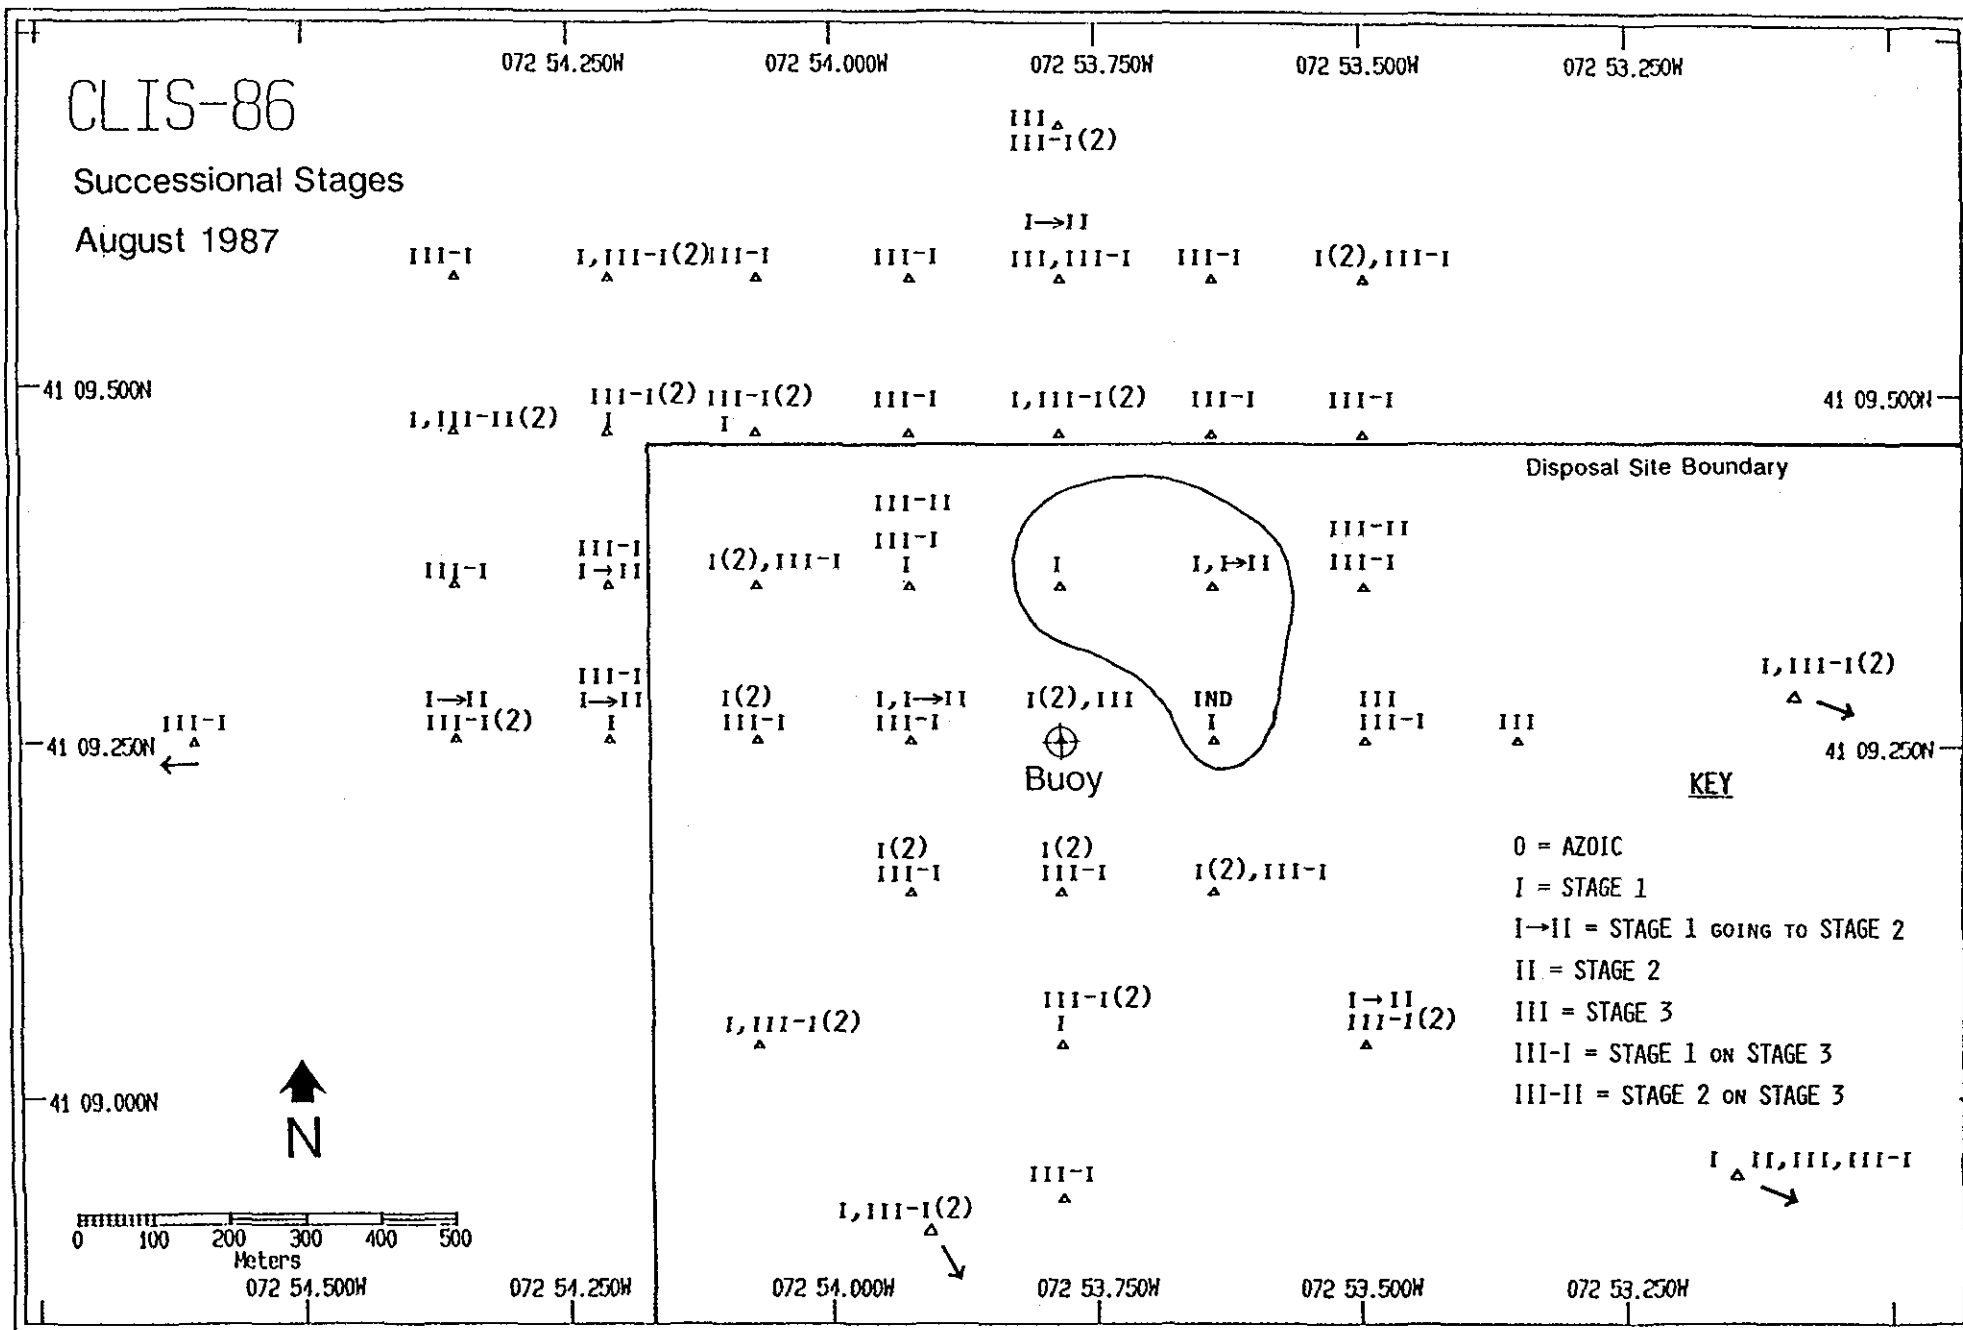 072 54.250W 072 54.000W 072 53.750W 072 53.500W 072 53.250W
CLIS-86
Successional Stages
August 1987
III
III-I(2)
I→II
III-I I,III-I(2) III-I III-I III,III-I III-I I(2),III-I
41 09.500N 41 09.500N
III-I(2) III-I(2) III-I I,III-I(2) III-I III-I
I,III-II(2) I I
Disposal Site Boundary
III-II
III-II
III-I III-I
III-I I→II I(2),III-I I I I,I→II III-I
III-I I,III-I(2)
I→II I→II I(2) I,I→II I(2),III IND III
III-I III-I(2) I III-I III-I I III-I III
41 09.250N 41 09.250N
Buoy
KEY
I(2) I(2)
III-I III-I I(2),III-I
O = AZOIC
I = STAGE 1
I→II = STAGE 1 GOING TO STAGE 2
II = STAGE 2
III = STAGE 3
III-I = STAGE 1 ON STAGE 3
III-II = STAGE 2 ON STAGE 3
III-I(2) I→II
I,III-I(2) I III-I(2)
41 09.000N
N
I II,III,III-I
III-I
I,III-I(2)
0 100 200 300 400 500
Meters
072 54.500W 072 54.250W 072 54.000W 072 53.750W 072 53.500W 072 53.250W